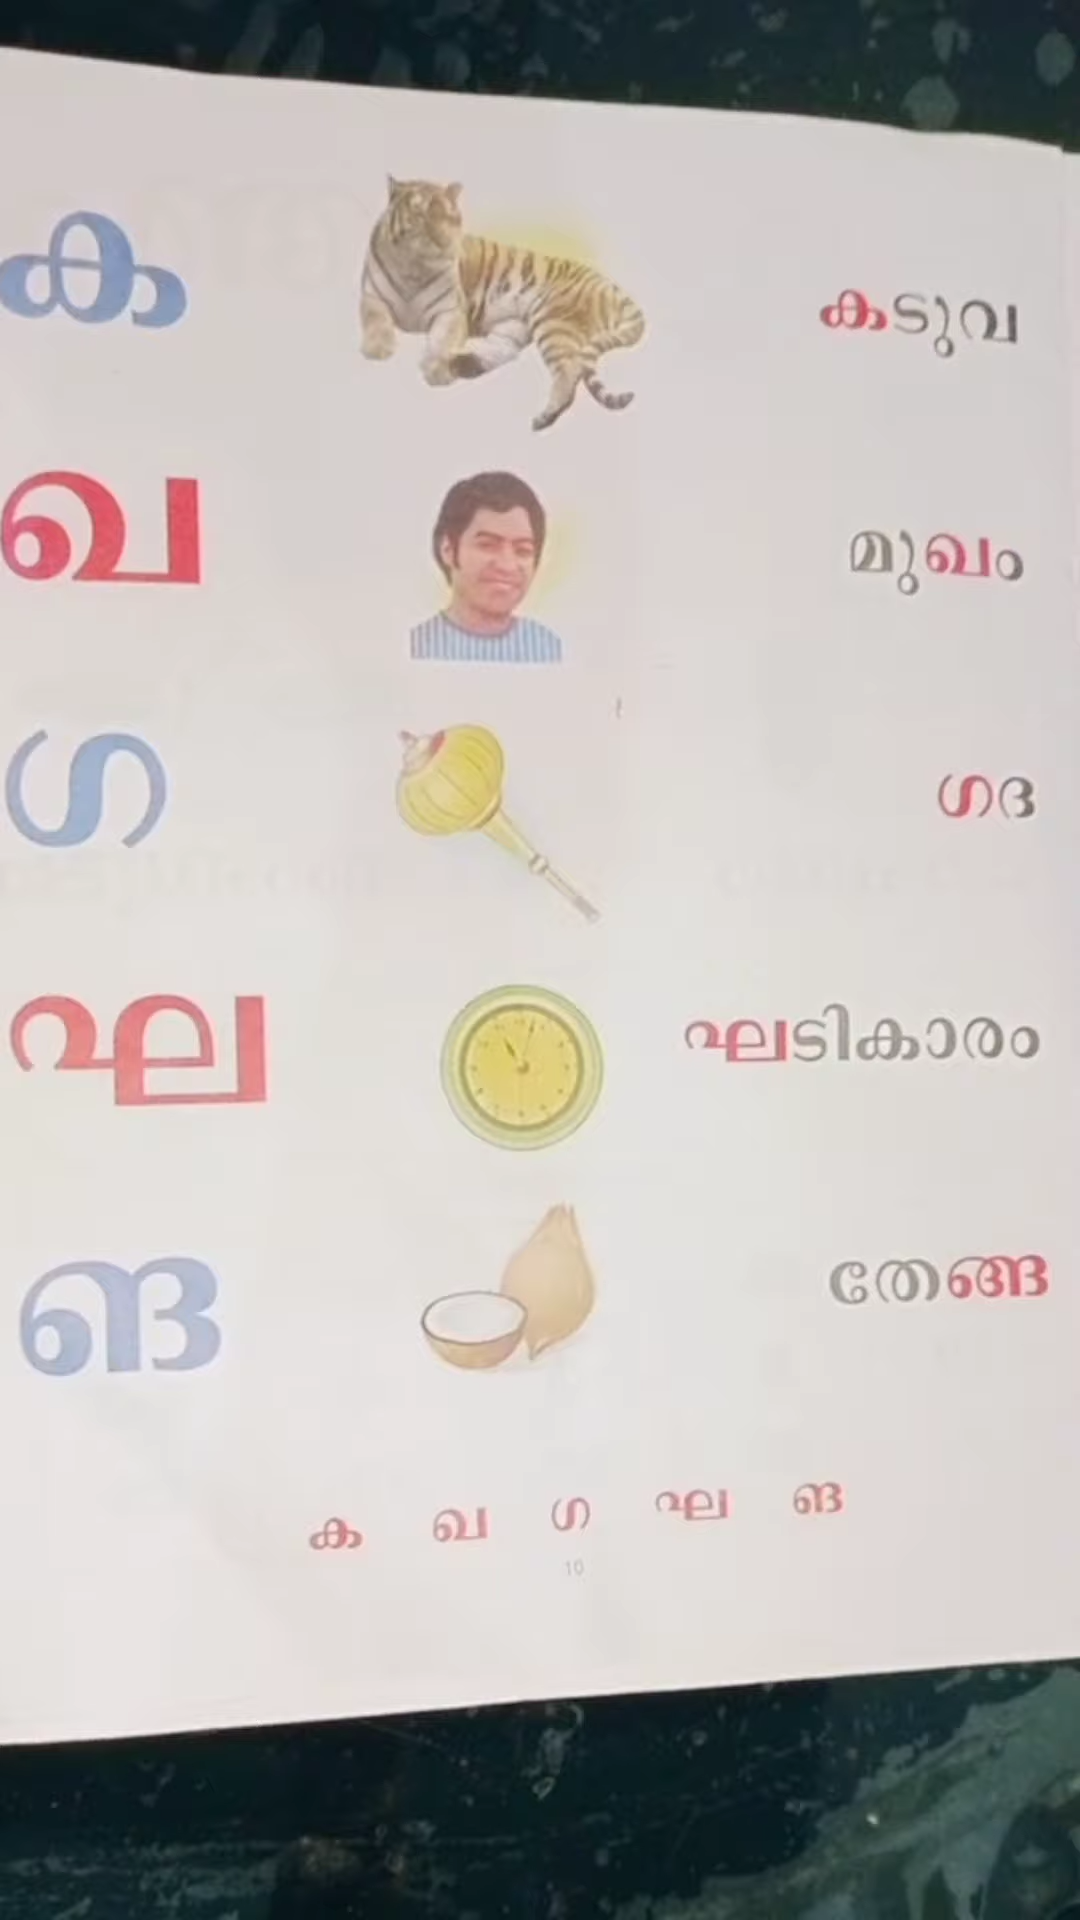 ക കടുവ
ഖ മുഖം
ഗ ഗദ
ഘ ഘടികാരം
ങ തേങ്ങ
ക ഖ ഗ ഘ ങ
10